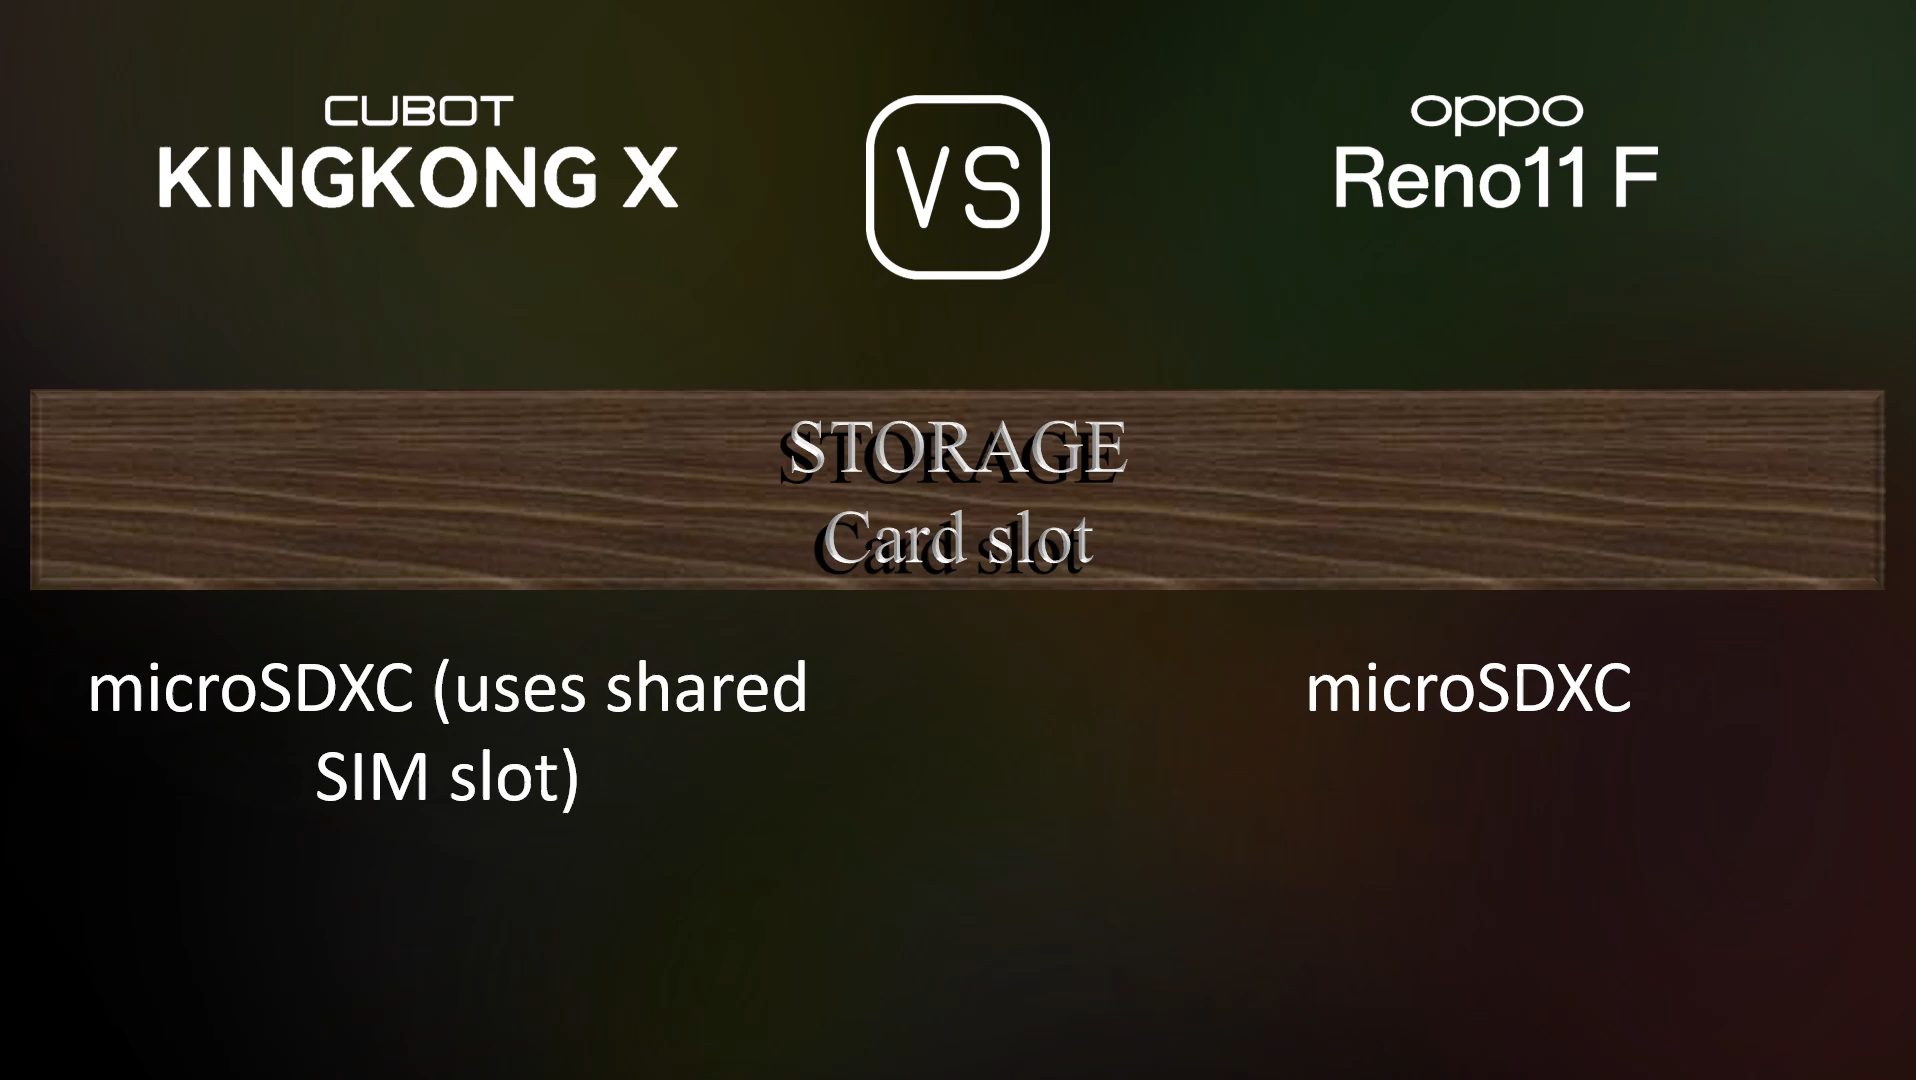 CUBOT
KINGKONG X
VS
oppo
Reno11 F
STORAGE
Card slot
microSDXC (uses shared
SIM slot)
microSDXC